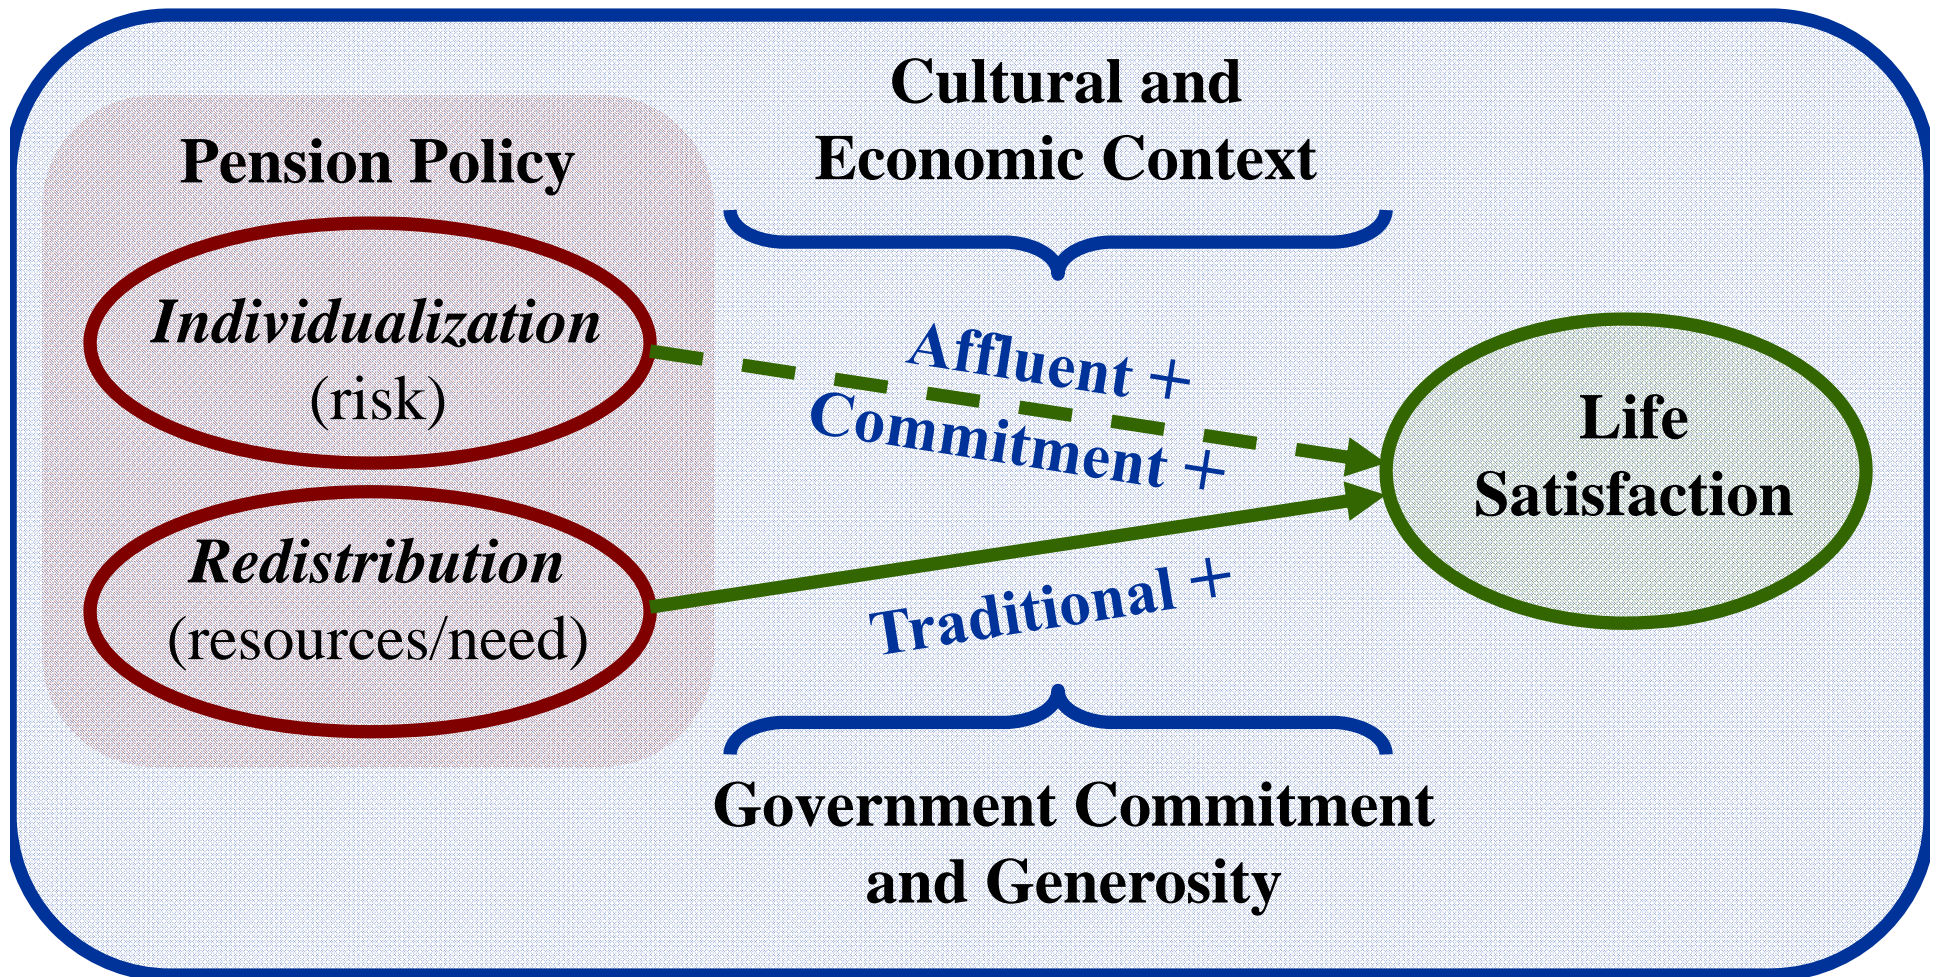 Cultural and
Economic Context
Pension Policy
Individualization
(risk)
Affluent +
Commitment +
Life
Satisfaction
Redistribution
(resources/need)
Traditional +
Government Commitment
and Generosity